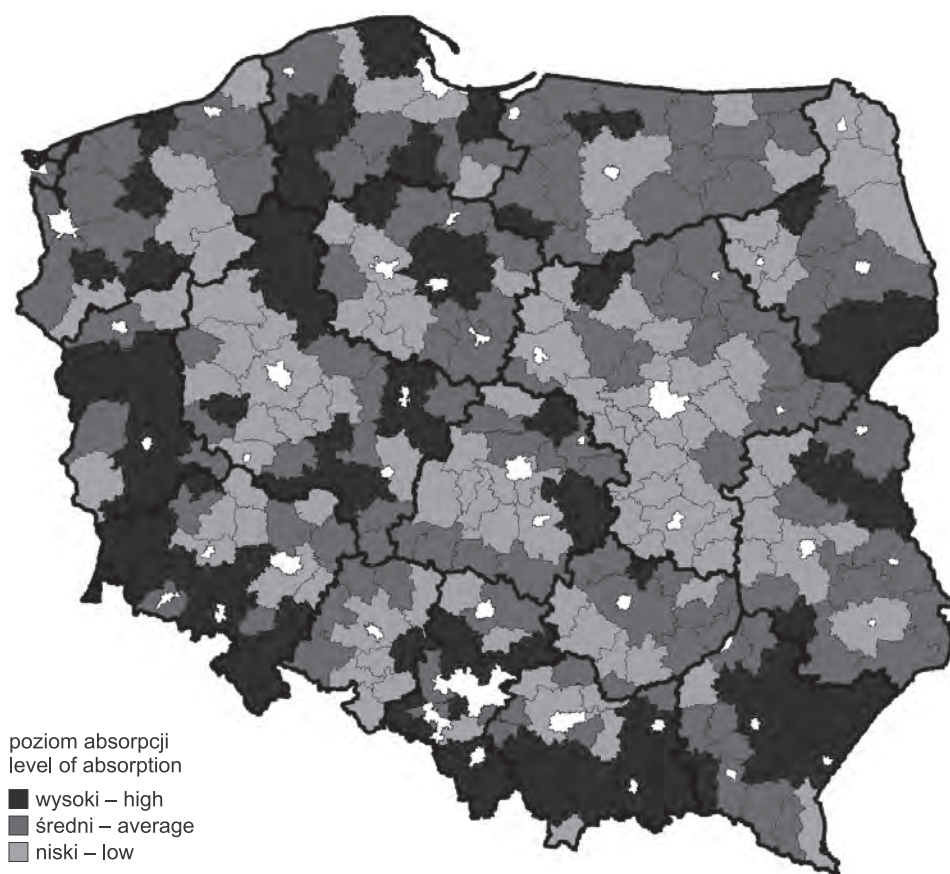 poziom absorpcji
level of absorption
wysoki – high
średni – average
niski – low